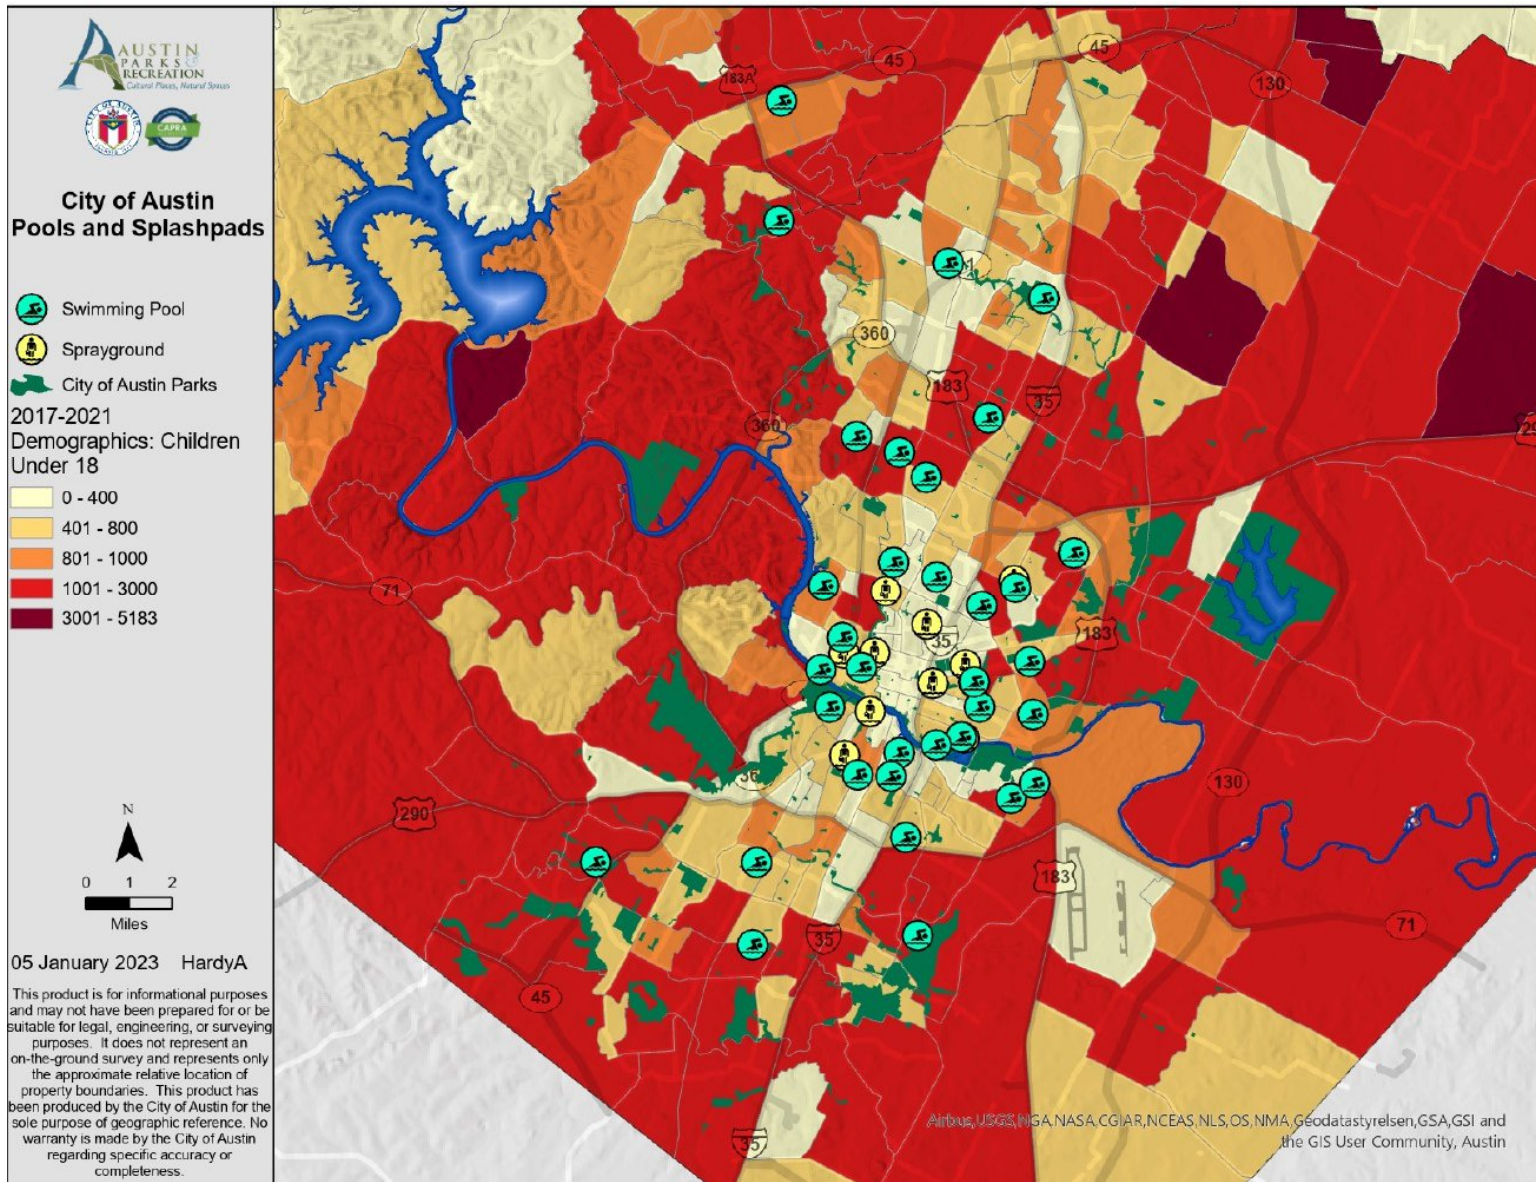 AUSTIN
PARKS
RECREATION
Cultural Places, Natural Spaces
CITY OF AUSTIN
CAPRA
City of Austin
Pools and Splashpads
Swimming Pool
Sprayground
City of Austin Parks
2017-2021
Demographics: Children
Under 18
0 - 400
401 - 800
801 - 1000
1001 - 3000
3001 - 5183
N
0 1 2
Miles
05 January 2023 HardyA
This product is for informational purposes
and may not have been prepared for or be
suitable for legal, engineering, or surveying
purposes. It does not represent an
on-the-ground survey and represents only
the approximate relative location of
property boundaries. This product has
been produced by the City of Austin for the
sole purpose of geographic reference. No
warranty is made by the City of Austin
regarding specific accuracy or
completeness.
45
45
183A
130
360
183
35
360
71
35
183
36
290
130
183
71
35
45
35
Airbus,USGS,NGA,NASA,CGIAR,NCEAS,NLS,OS,NMA,Geodatastyrelsen,GSA,GSI and
the GIS User Community, Austin